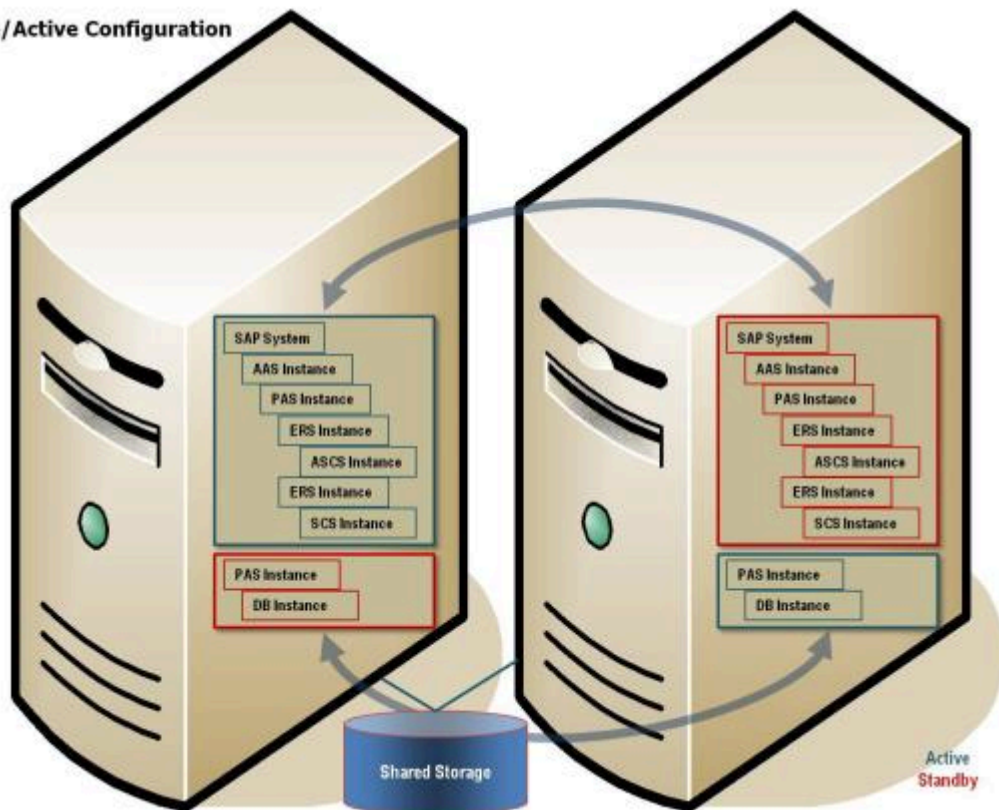 /Active Configuration
SAP System
AAS Instance
PAS Instance
ERS Instance
ASCS Instance
ERS Instance
SCS Instance
PAS Instance
DB Instance
SAP System
AAS Instance
PAS Instance
ERS Instance
ASCS Instance
ERS Instance
SCS Instance
PAS Instance
DB Instance
Shared Storage
Active
Standby